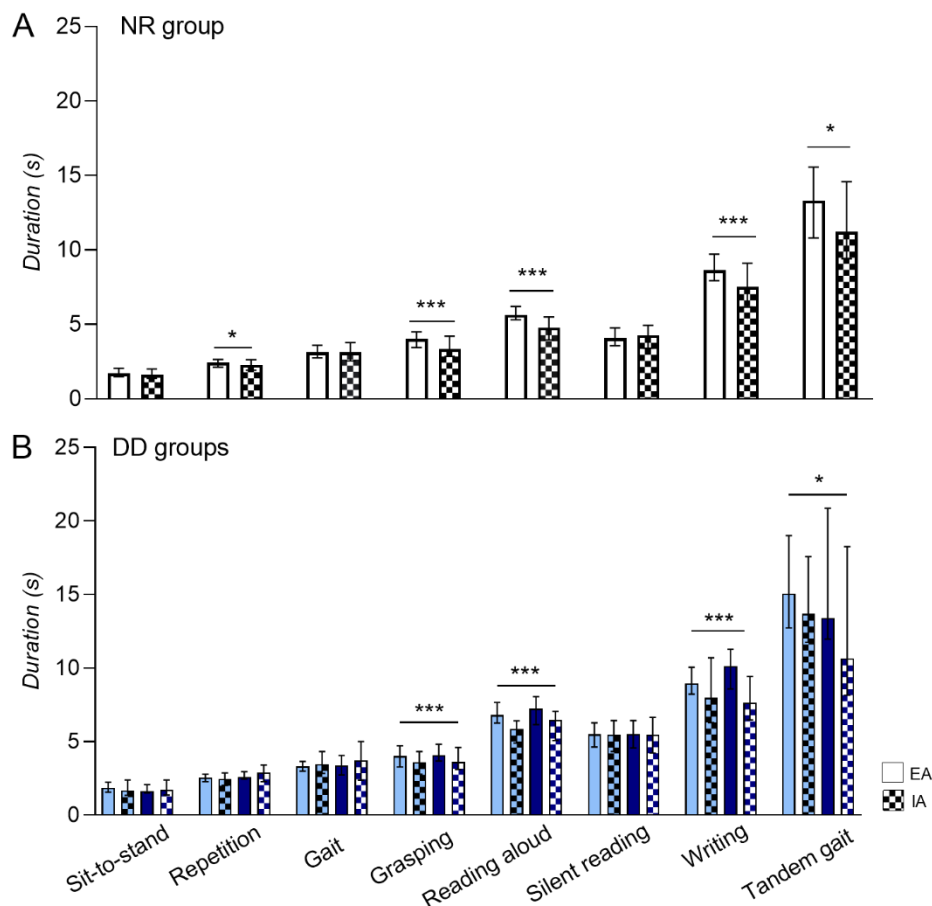 A NR group
25
20
15
10
5
0
Duration (s)
*
***
***
***
*
B DD groups
25
20
15
10
5
0
Duration (s)
***
***
***
*
EA
IA
Sit-to-stand
Repetition
Gait
Grasping
Reading aloud
Silent reading
Writing
Tandem gait